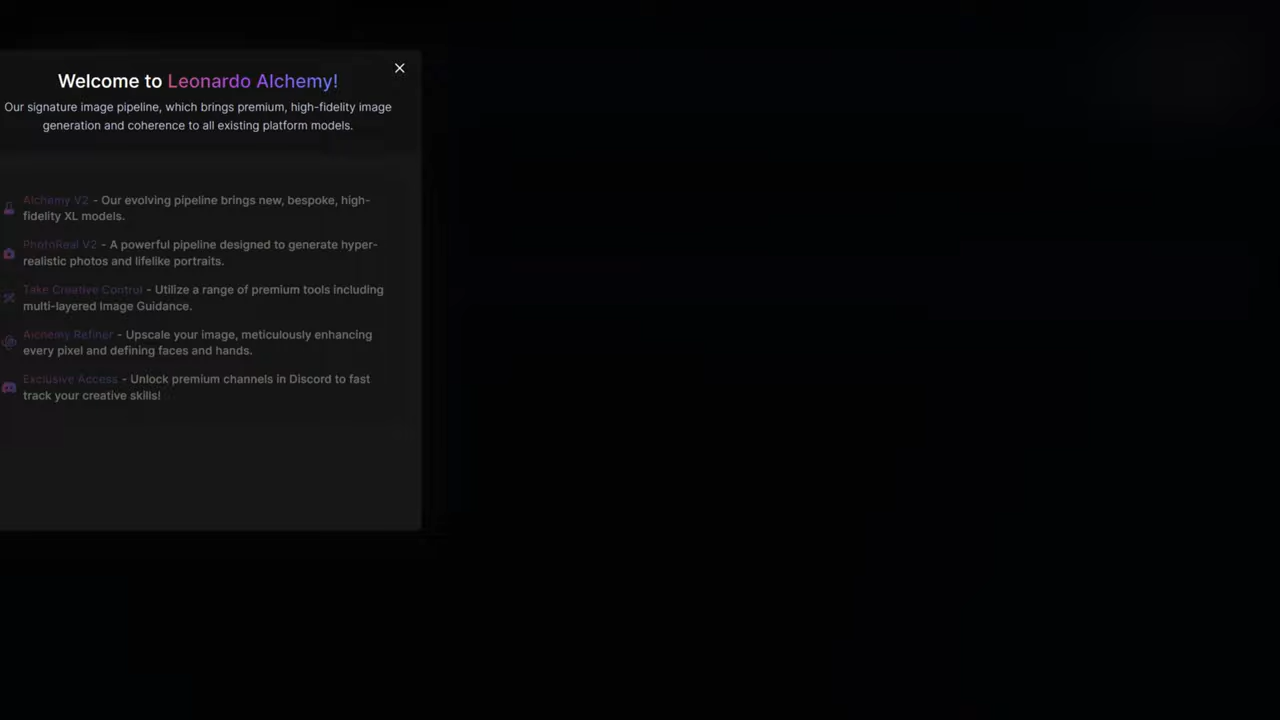 Welcome to Leonardo Alchemy!
Our signature image pipeline, which brings premium, high-fidelity image
generation and coherence to all existing platform models.
Alchemy V2 - Our evolving pipeline brings new, bespoke, high-
fidelity XL models.
PhotoReal V2 - A powerful pipeline designed to generate hyper-
realistic photos and lifelike portraits.
Take Creative Control - Utilize a range of premium tools including
multi-layered Image Guidance.
Alchemy Refiner - Upscale your image, meticulously enhancing
every pixel and defining faces and hands.
Exclusive Access - Unlock premium channels in Discord to fast
track your creative skills!